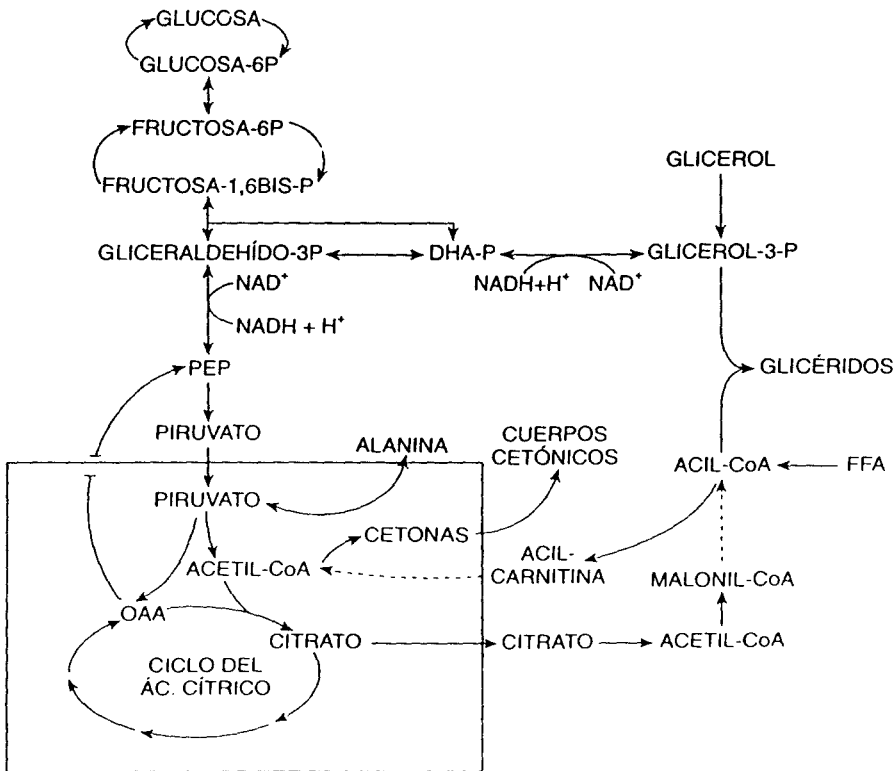 GLUCOSA
GLUCOSA-6P
FRUCTOSA-6P
FRUCTOSA-1,6BIS-P
GLICEROL
GLICERALDEHÍDO-3P
DHA-P
GLICEROL-3-P
NADH+H⁺
NAD⁺
NAD⁺
NADH + H⁺
PEP
GLICÉRIDOS
PIRUVATO
ALANINA
CUERPOS
CETÓNICOS
ACIL-CoA
FFA
PIRUVATO
CETONAS
ACETIL-CoA
ACIL-
CARNITINA
MALONIL-CoA
OAA
CITRATO
CITRATO
ACETIL-CoA
CICLO DEL
ÁC. CÍTRICO